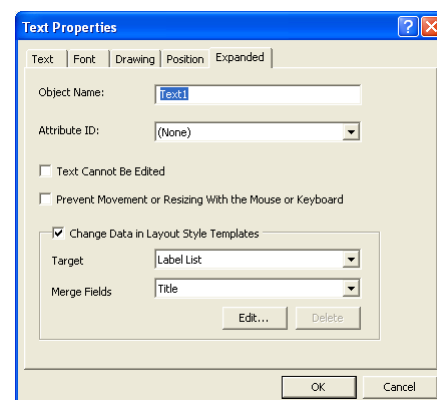 Text Properties
Text Font Drawing Position Expanded
Object Name: Text1
Attribute ID: (None)
Text Cannot Be Edited
Prevent Movement or Resizing With the Mouse or Keyboard
Change Data in Layout Style Templates
Target Label List
Merge Fields Title
Edit... Delete
OK Cancel